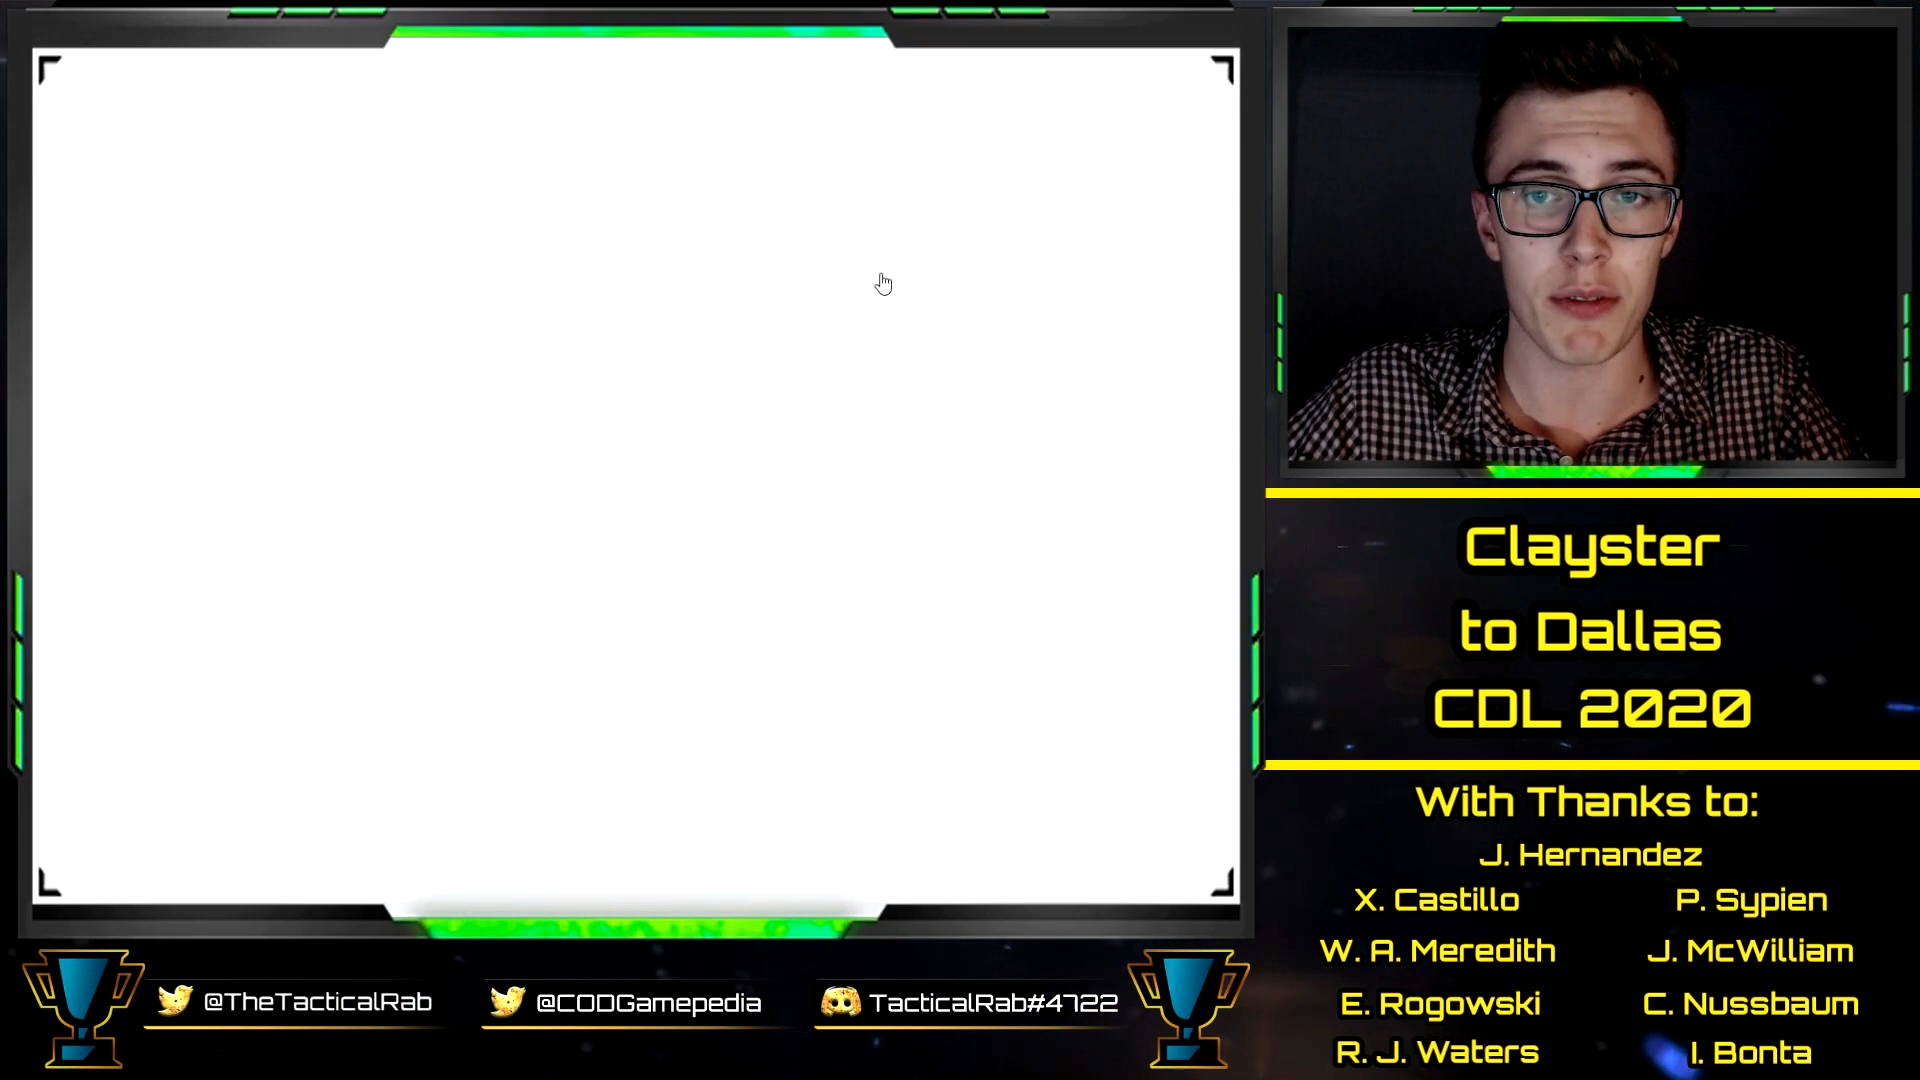 Clayster
to Dallas
CDL 2020
With Thanks to:
J. Hernandez
X. Castillo P. Sypien
W. A. Meredith J. McWilliam
E. Rogowski C. Nussbaum
R. J. Waters I. Bonta
@TheTacticalRab @CODGamepedia TacticalRab#4722